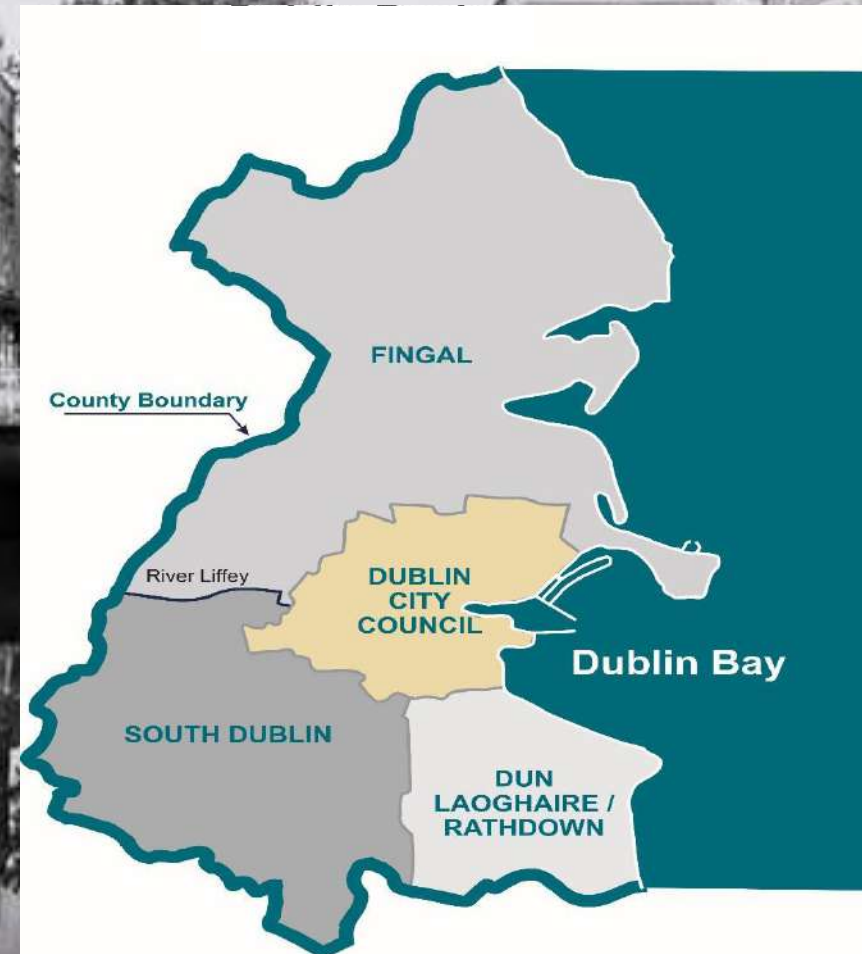 FINGAL
County Boundary
River Liffey
DUBLIN
CITY
COUNCIL
Dublin Bay
SOUTH DUBLIN
DUN
LAOGHAIRE /
RATHDOWN